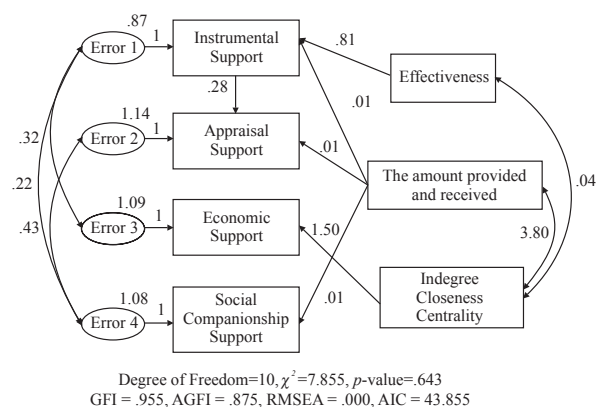 .87
Error 1
1
Instrumental
Support
.81
Effectiveness
.28
.01
1.14
Error 2
1
Appraisal
Support
.01
.32
.22
.43
The amount provided
and received
.04
1.09
Error 3
1
Economic
Support
1.50
3.80
Indegree
Closeness
Centrality
1.08
Error 4
1
Social
Companionship
Support
.01
Degree of Freedom=10, χ²=7.855, p-value=.643
GFI = .955, AGFI = .875, RMSEA = .000, AIC = 43.855